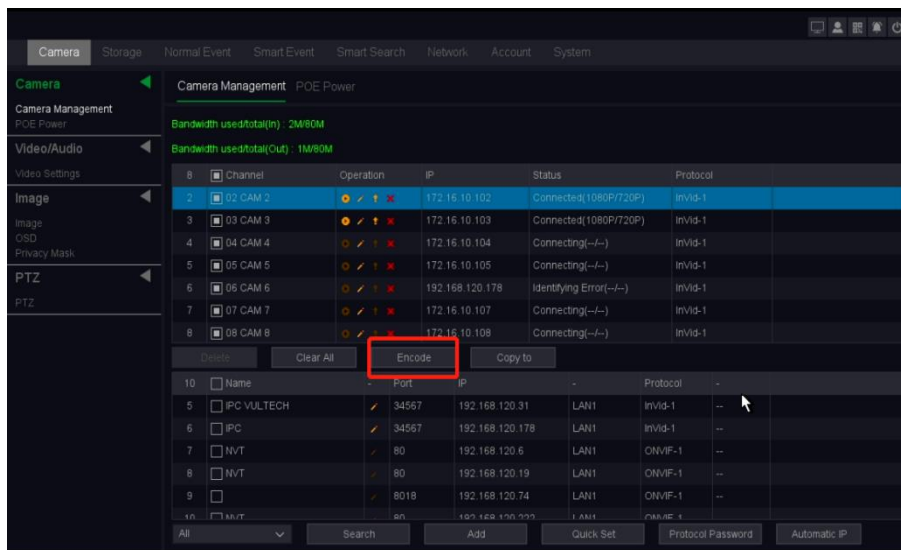 Camera Storage Normal Event Smart Event Smart Search Network Account System
Camera
Camera Management
POE Power
Video/Audio
Video Settings
Image
Image
OSD
Privacy Mask
PTZ
PTZ
Camera Management POE Power
Bandwidth used/total(In) : 2M/80M
Bandwidth used/total(Out) : 1M/80M
8 Channel Operation IP Status Protocol
2 02 CAM 2 172.16.10.102 Connected(1080P/720P) InVid-1
3 03 CAM 3 172.16.10.103 Connected(1080P/720P) InVid-1
4 04 CAM 4 172.16.10.104 Connecting(--/--) InVid-1
5 05 CAM 5 172.16.10.105 Connecting(--/--) InVid-1
6 06 CAM 6 192.168.120.178 Identifying Error(--/--) InVid-1
7 07 CAM 7 172.16.10.107 Connecting(--/--) InVid-1
8 08 CAM 8 172.16.10.108 Connecting(--/--) InVid-1
Delete Clear All Encode Copy to
10 Name - Port IP - Protocol -
5 IPC VULTECH 34567 192.168.120.31 LAN1 InVid-1 --
6 IPC 34567 192.168.120.178 LAN1 InVid-1 --
7 NVT 80 192.168.120.6 LAN1 ONVIF-1 --
8 NVT 80 192.168.120.19 LAN1 ONVIF-1 --
9 8018 192.168.120.74 LAN1 ONVIF-1 --
10 NVT 80 192.168.120.222 LAN1 ONVIF-1 --
All Search Add Quick Set Protocol Password Automatic IP